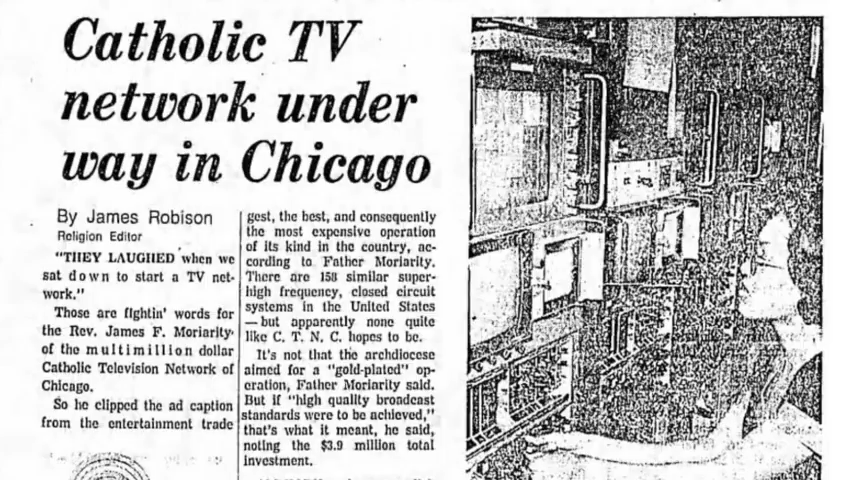 Catholic TV
network under
way in Chicago
By James Robison
Religion Editor
"THEY LAUGHED when we
sat down to start a TV net-
work."
Those are fightin' words for
the Rev. James F. Moriarity
of the multimillion dollar
Catholic Television Network of
Chicago.
So he clipped the ad caption
from the entertainment trade
gest, the best, and consequently
the most expensive operation
of its kind in the country, ac-
cording to Father Moriarity.
There are 158 similar super-
high frequency, closed circuit
systems in the United States
—but apparently none quite
like C. T. N. C. hopes to be.
It's not that the archdiocese
aimed for a "gold-plated" op-
eration, Father Moriarity said.
But if "high quality broadcast
standards were to be achieved,"
that's what it meant, he said,
noting the $3.9 million total
investment.